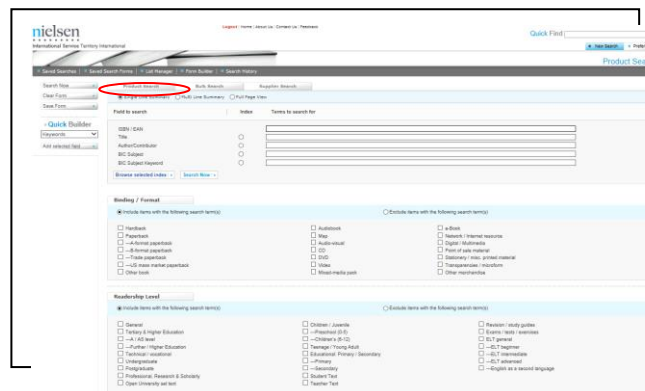 nielsen
Logout | Home | About Us | Contact Us | Feedback
Quick Find
International Service Territory International
New Search
Prefer
Product Sea
Saved Searches
Saved Search Forms
List Manager
Form Builder
Search History
Search Now
Clear Form
Save Form
- Quick Builder
Keywords
Add selected field
Product Search
Bulk Search
Supplier Search
Single Line Summary
Multi Line Summary
Full Page View
Field to search
Index
Terms to search for
ISBN / EAN
Title
Author/Contributor
BIC Subject
BIC Subject Keyword
Browse selected index
Search Now
Binding / Format
Include items with the following search term(s)
Exclude items with the following search term(s)
Hardback
Paperback
—A-format paperback
—B-format paperback
—Trade paperback
—US mass market paperback
Other book
Audiobook
Map
Audio-visual
CD
DVD
Video
Mixed-media pack
e-Book
Network / Internet resource
Digital / Multimedia
Point of sale material
Stationery / misc. printed material
Transparencies / microform
Other merchandise
Readership Level
Include items with the following search term(s)
Exclude items with the following search term(s)
General
Tertiary & Higher Education
—A / AS level
—Further / Higher Education
Technical / vocational
Undergraduate
Postgraduate
Professional, Research & Scholarly
Open University set text
Children / Juvenile
—Preschool (0-5)
—Children's (5-12)
Teenage / Young Adult
Educational: Primary / Secondary
—Primary
—Secondary
Student Text
Teacher Text
Revision / study guides
Exams / tests / exercises
ELT general
—ELT beginner
—ELT intermediate
—ELT advanced
—English as a second language